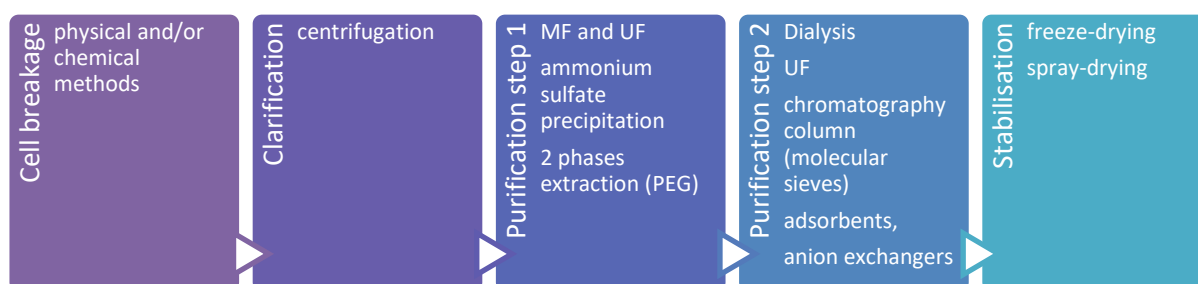 Cell breakage
physical and/or
chemical
methods
Clarification
centrifugation
Purification step 1
MF and UF
ammonium
sulfate
precipitation
2 phases
extraction (PEG)
Purification step 2
Dialysis
UF
chromatography
column
(molecular
sieves)
adsorbents,
anion exchangers
Stabilisation
freeze-drying
spray-drying